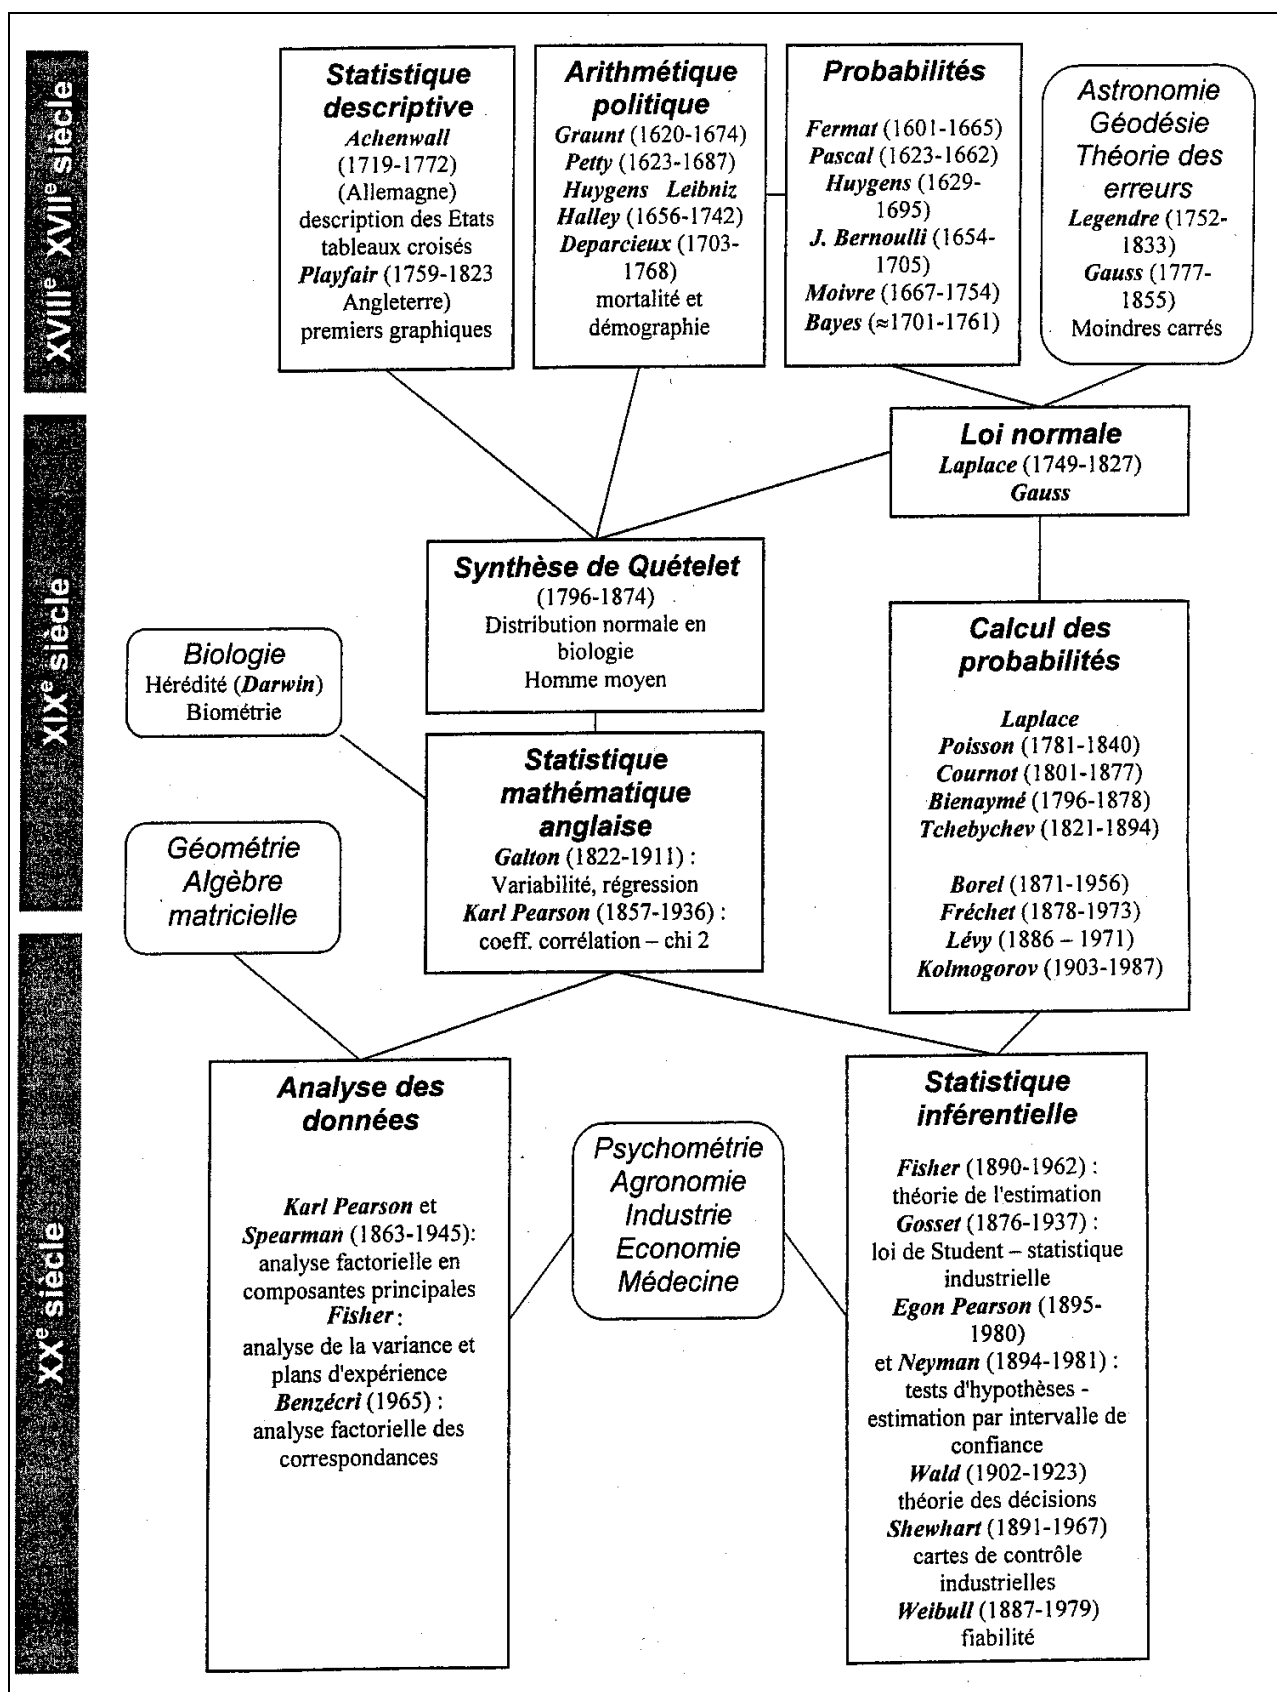 XVIIIe XVIIe siècle
Statistique
descriptive
Achenwall
(1719-1772)
(Allemagne)
description des Etats
tableaux croisés
Playfair (1759-1823
Angleterre)
premiers graphiques
Arithmétique
politique
Graunt (1620-1674)
Petty (1623-1687)
Huygens Leibniz
Halley (1656-1742)
Deparcieux (1703-
1768)
mortalité et
démographie
Probabilités
Fermat (1601-1665)
Pascal (1623-1662)
Huygens (1629-
1695)
J. Bernoulli (1654-
1705)
Moivre (1667-1754)
Bayes (≈1701-1761)
Astronomie
Géodésie
Théorie des
erreurs
Legendre (1752-
1833)
Gauss (1777-
1855)
Moindres carrés
XIXe siècle
Loi normale
Laplace (1749-1827)
Gauss
Synthèse de Quételet
(1796-1874)
Distribution normale en
biologie
Homme moyen
Biologie
Hérédité (Darwin)
Biométrie
Statistique
mathématique
anglaise
Galton (1822-1911) :
Variabilité, régression
Karl Pearson (1857-1936) :
coeff. corrélation – chi 2
Calcul des
probabilités
Laplace
Poisson (1781-1840)
Cournot (1801-1877)
Bienaymé (1796-1878)
Tchebychev (1821-1894)
Borel (1871-1956)
Fréchet (1878-1973)
Lévy (1886 – 1971)
Kolmogorov (1903-1987)
Géométrie
Algèbre
matricielle
XXe siècle
Analyse des
données
Karl Pearson et
Spearman (1863-1945):
analyse factorielle en
composantes principales
Fisher :
analyse de la variance et
plans d'expérience
Benzécri (1965) :
analyse factorielle des
correspondances
Psychométrie
Agronomie
Industrie
Economie
Médecine
Statistique
inférentielle
Fisher (1890-1962) :
théorie de l'estimation
Gosset (1876-1937) :
loi de Student – statistique
industrielle
Egon Pearson (1895-
1980)
et Neyman (1894-1981) :
tests d'hypothèses -
estimation par intervalle de
confiance
Wald (1902-1923)
théorie des décisions
Shewhart (1891-1967)
cartes de contrôle
industrielles
Weibull (1887-1979)
fiabilité